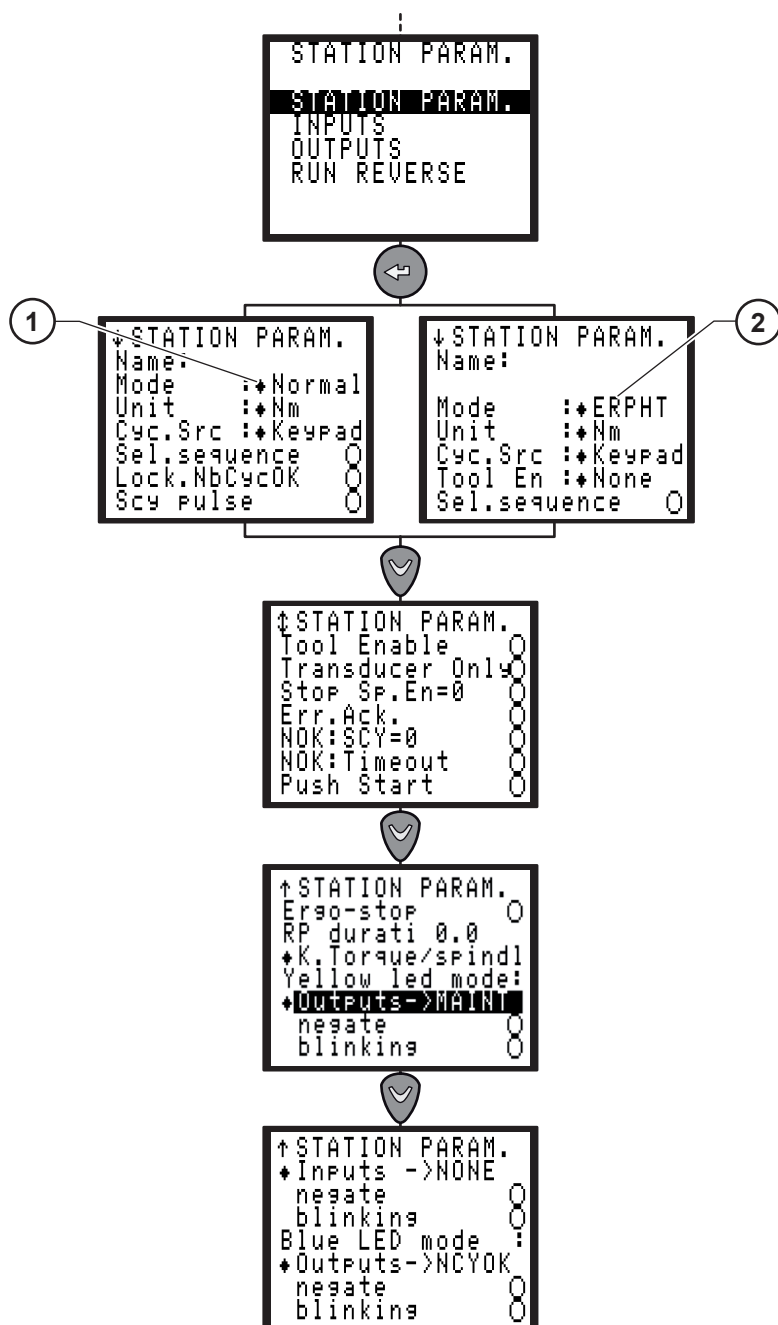 STATION PARAM.
STATION PARAM.
INPUTS
OUTPUTS
RUN REVERSE
1
STATION PARAM.
Name:
Mode :Normal
Unit :Nm
Cyc.Src :Keypad
Sel.sequence
Lock.NbCycOK
Scy pulse
2
STATION PARAM.
Name:
Mode :ERPHT
Unit :Nm
Cyc.Src :Keypad
Tool En :None
Sel.sequence
STATION PARAM.
Tool Enable
Transducer Only
Stop Sp.En=0
Err.Ack.
NOK:SCY=0
NOK:Timeout
Push Start
STATION PARAM.
Ergo-stop
RP durati 0.0
K.Torque/spindl
Yellow led mode:
Outputs->MAINT
negate
blinking
STATION PARAM.
Inputs ->NONE
negate
blinking
Blue LED mode :
Outputs->NCYOK
negate
blinking